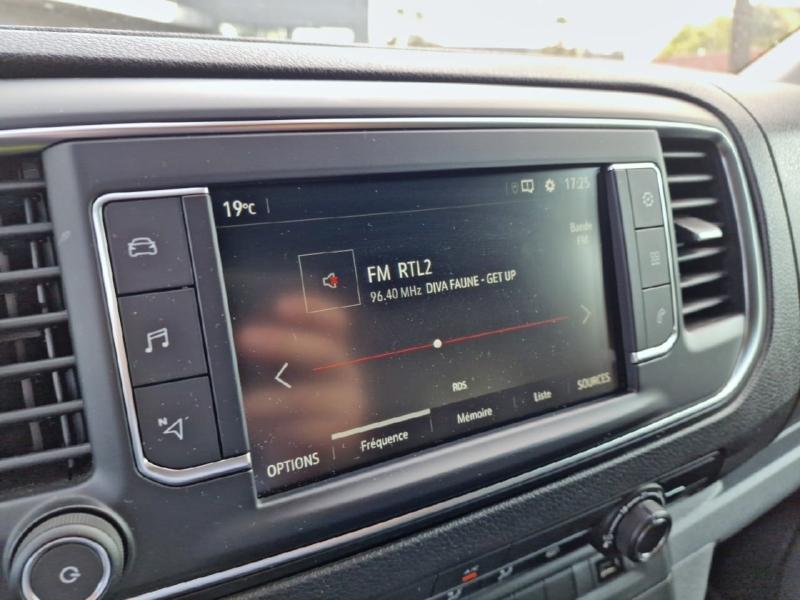 19°C
17:25
Bande
FM
FM RTL2
96.40 MHz DIVA FAUNE - GET UP
RDS
OPTIONS
Fréquence
Mémoire
Liste
SOURCES
N